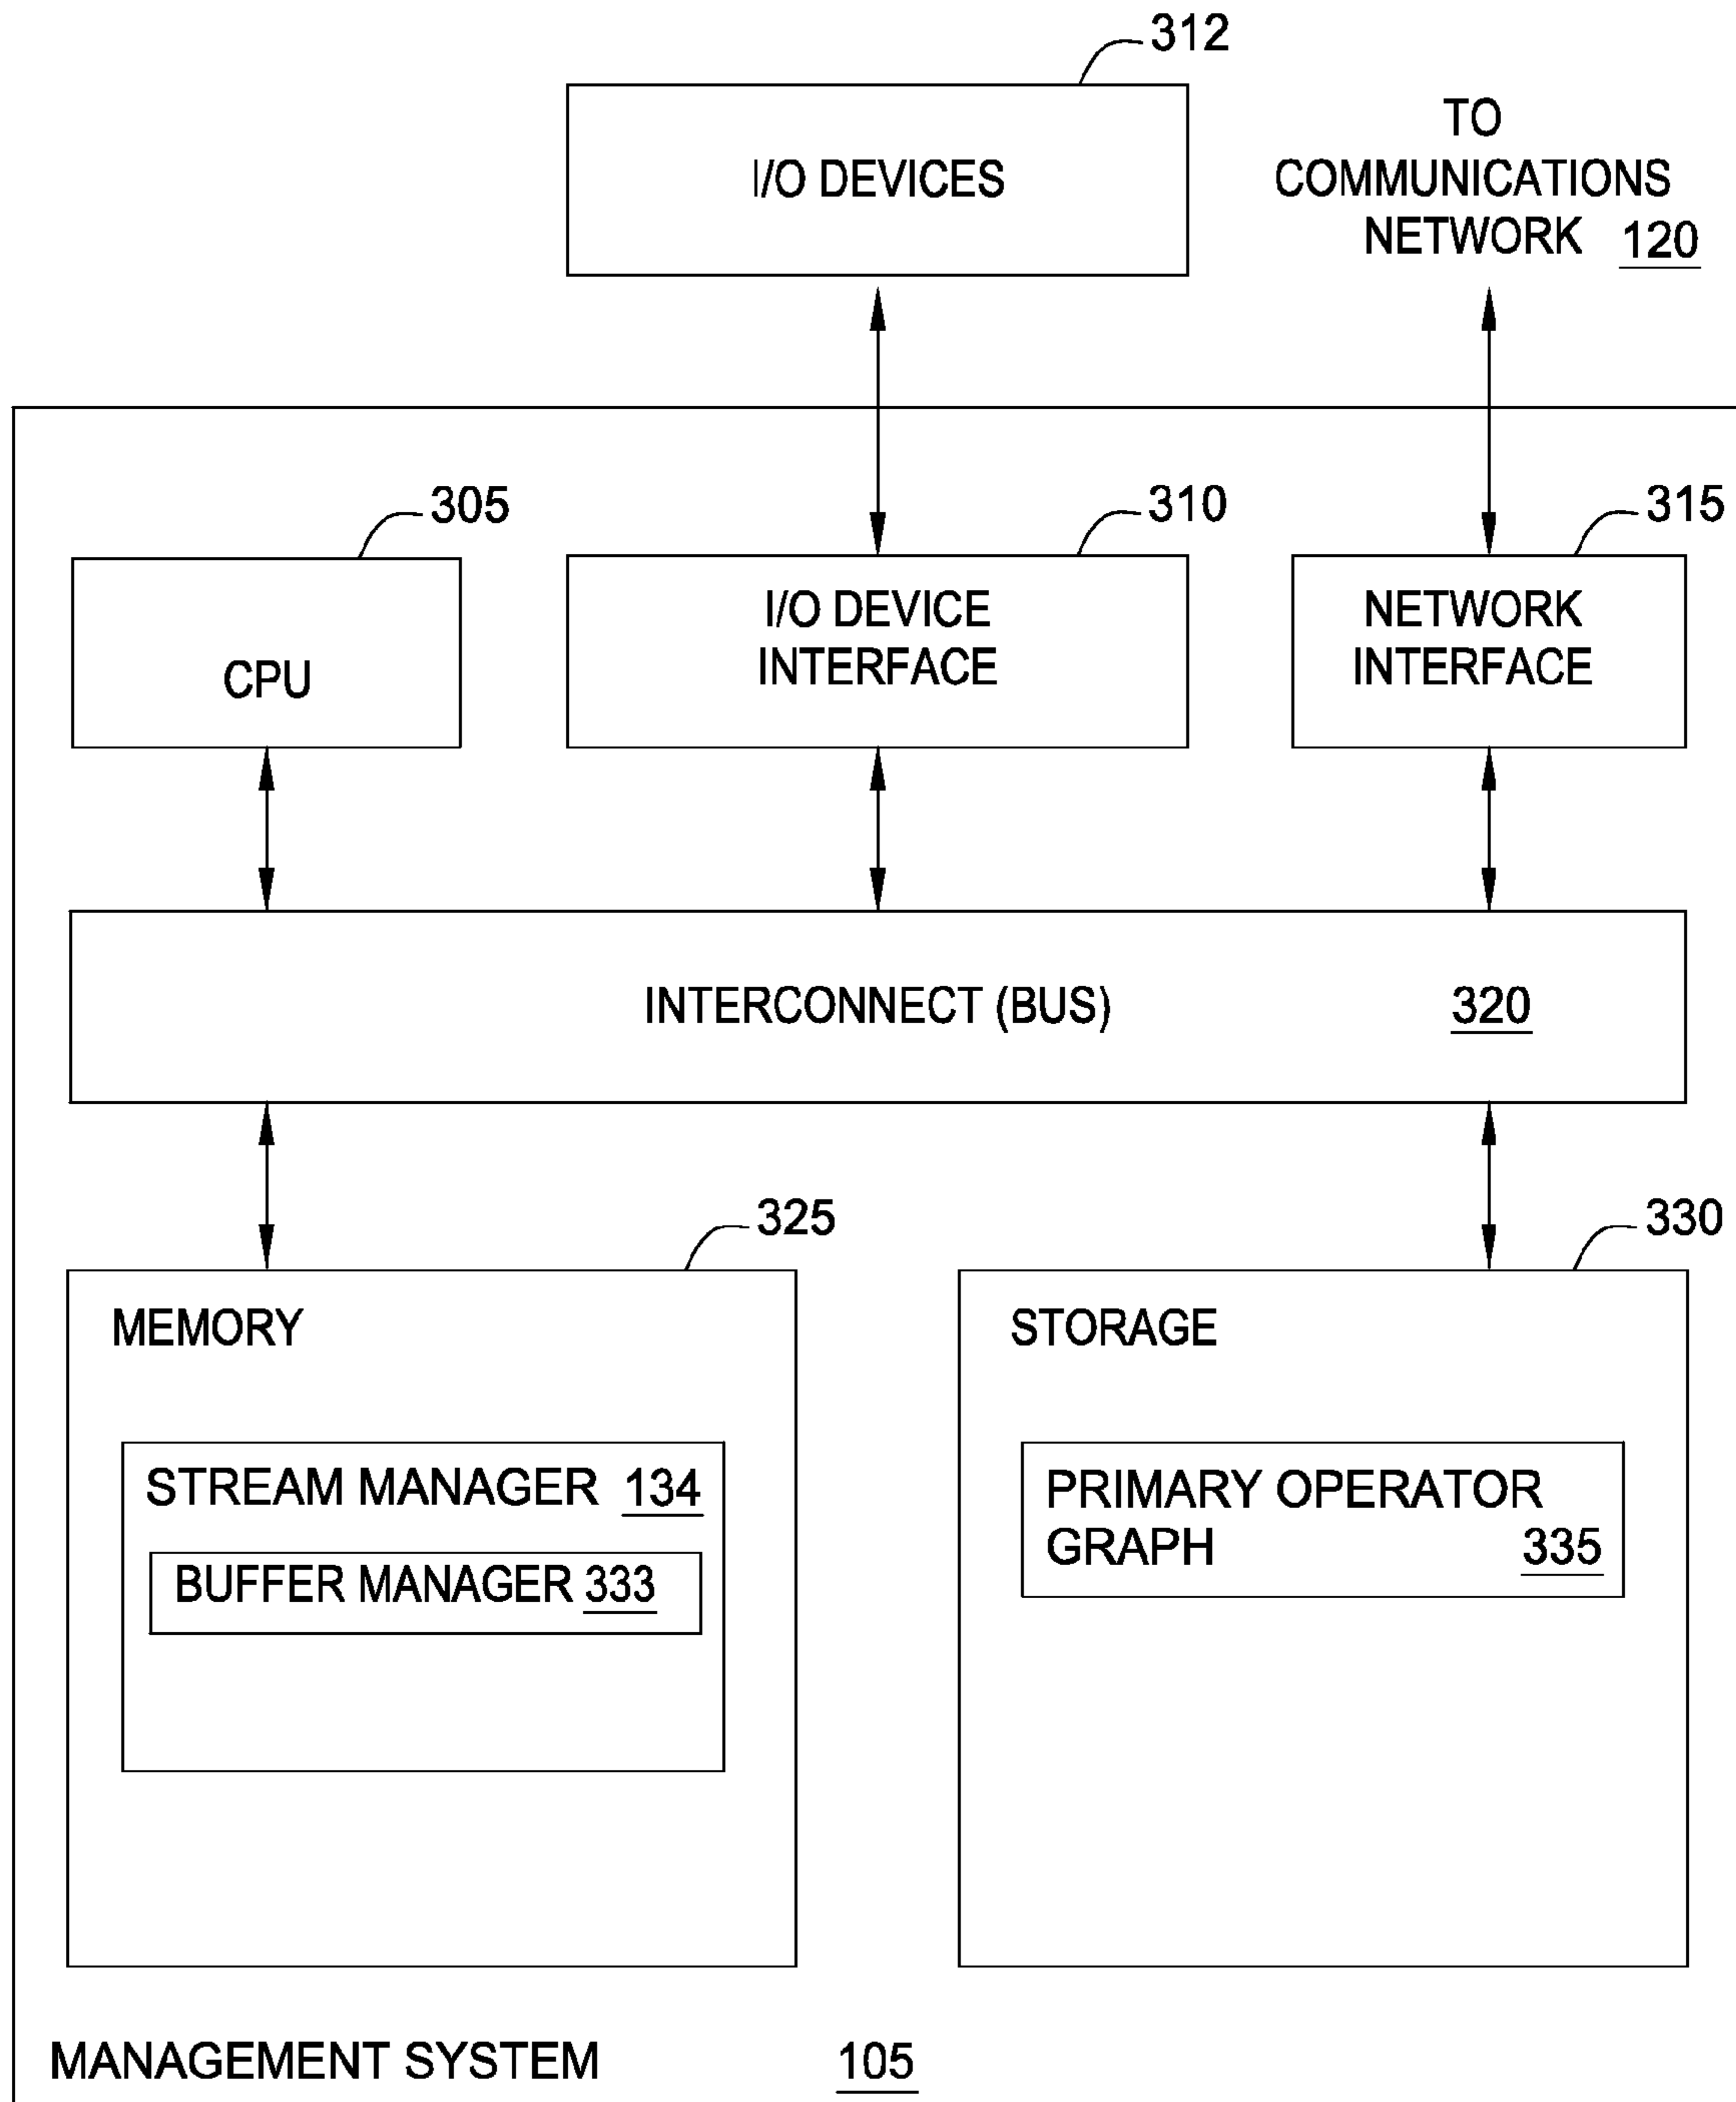 312
I/O DEVICES
TO
COMMUNICATIONS
NETWORK 120
305
310
315
CPU
I/O DEVICE
INTERFACE
NETWORK
INTERFACE
INTERCONNECT (BUS) 320
325
330
MEMORY
STREAM MANAGER 134
BUFFER MANAGER 333
STORAGE
PRIMARY OPERATOR
GRAPH 335
MANAGEMENT SYSTEM 105